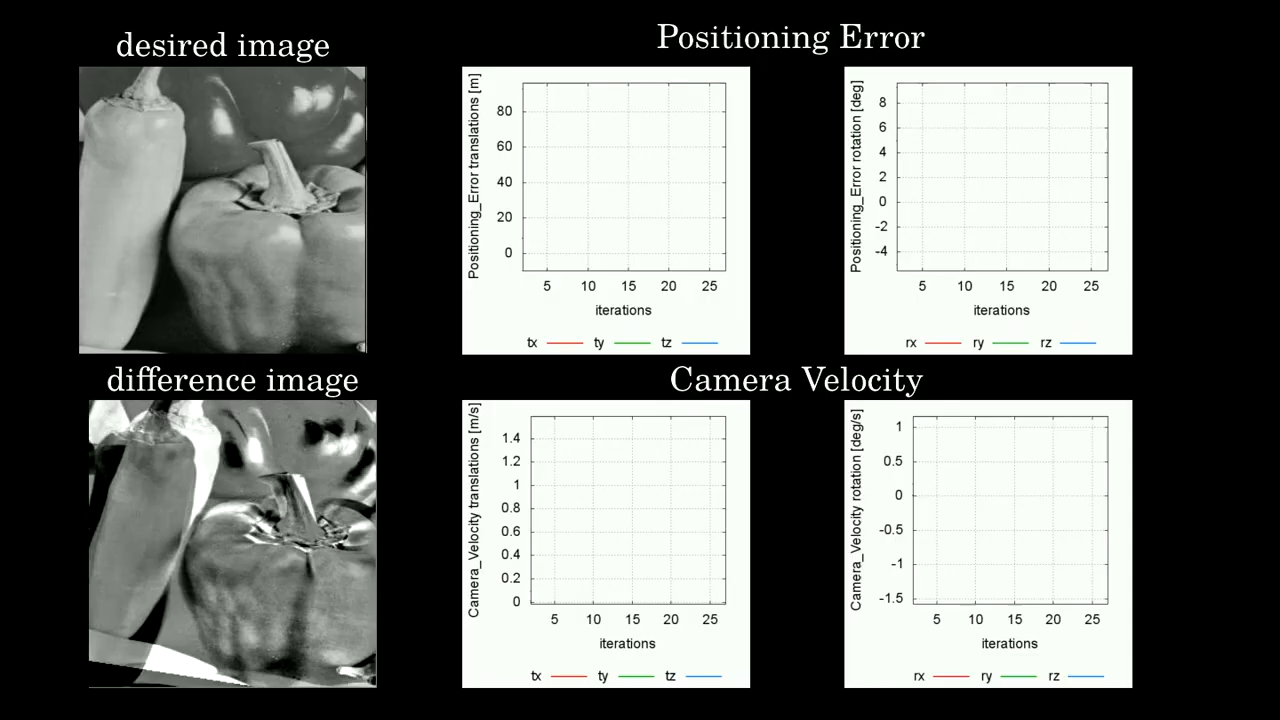 desired image
Positioning Error
Positioning_Error translations [m]
80
60
40
20
0
5 10 15 20 25
iterations
tx ty tz
Positioning_Error rotation [deg]
8
6
4
2
0
-2
-4
5 10 15 20 25
iterations
rx ry rz
difference image
Camera Velocity
Camera_Velocity translations [m/s]
1.4
1.2
1
0.8
0.6
0.4
0.2
0
5 10 15 20 25
iterations
tx ty tz
Camera_Velocity rotation [deg/s]
1
0.5
0
-0.5
-1
-1.5
5 10 15 20 25
iterations
rx ry rz